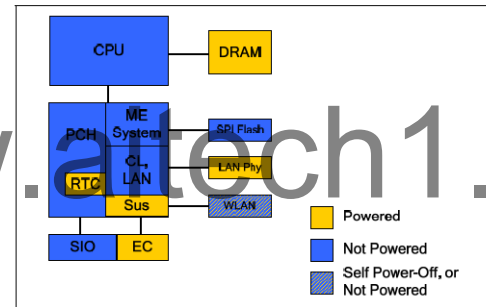 CPU
DRAM
PCH
ME
System
SPI Flash
CL,
LAN
LAN Phy
RTC
Sus
WLAN
SIO
EC
Powered
Not Powered
Self Power-Off, or
Not Powered
.aitech1.